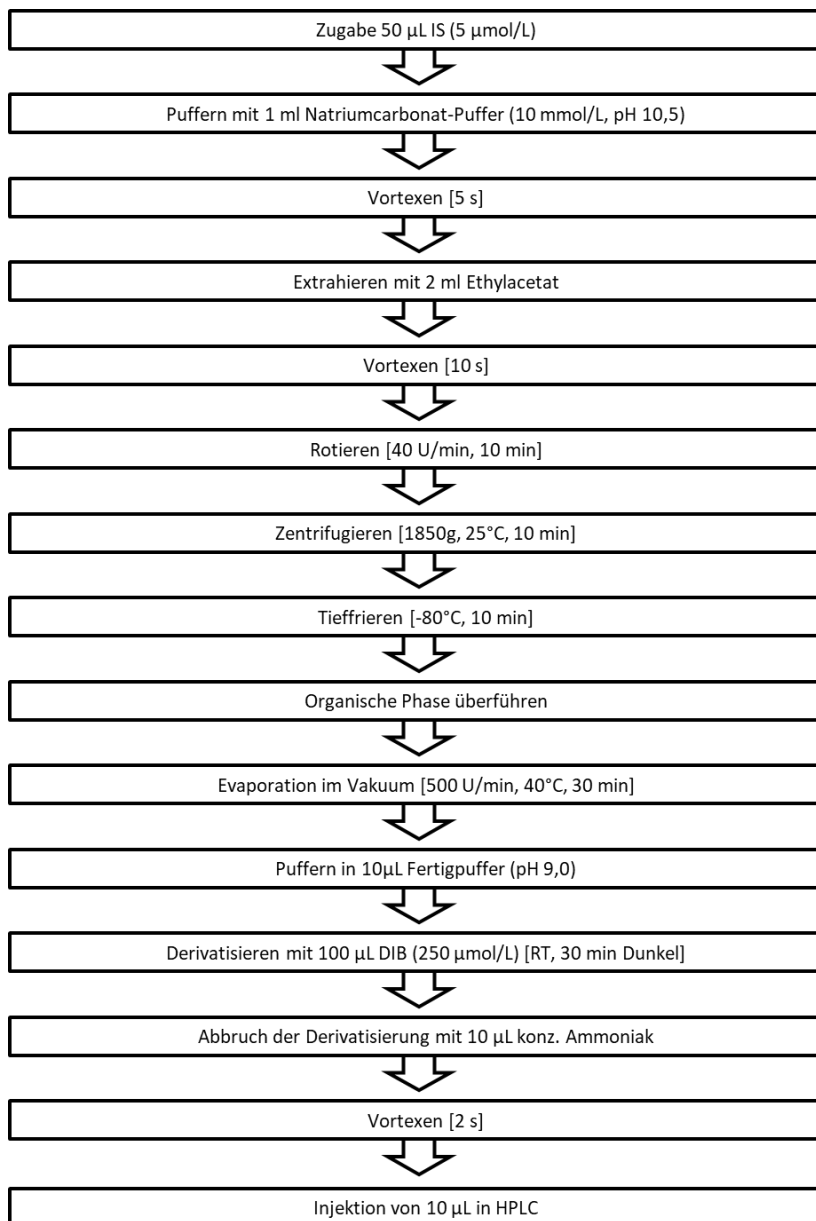 Zugabe 50 µL IS (5 µmol/L)
Puffern mit 1 ml Natriumcarbonat-Puffer (10 mmol/L, pH 10,5)
Vortexen [5 s]
Extrahieren mit 2 ml Ethylacetat
Vortexen [10 s]
Rotieren [40 U/min, 10 min]
Zentrifugieren [1850g, 25°C, 10 min]
Tieffrieren [-80°C, 10 min]
Organische Phase überführen
Evaporation im Vakuum [500 U/min, 40°C, 30 min]
Puffern in 10µL Fertigpuffer (pH 9,0)
Derivatisieren mit 100 µL DIB (250 µmol/L) [RT, 30 min Dunkel]
Abbruch der Derivatisierung mit 10 µL konz. Ammoniak
Vortexen [2 s]
Injektion von 10 µL in HPLC